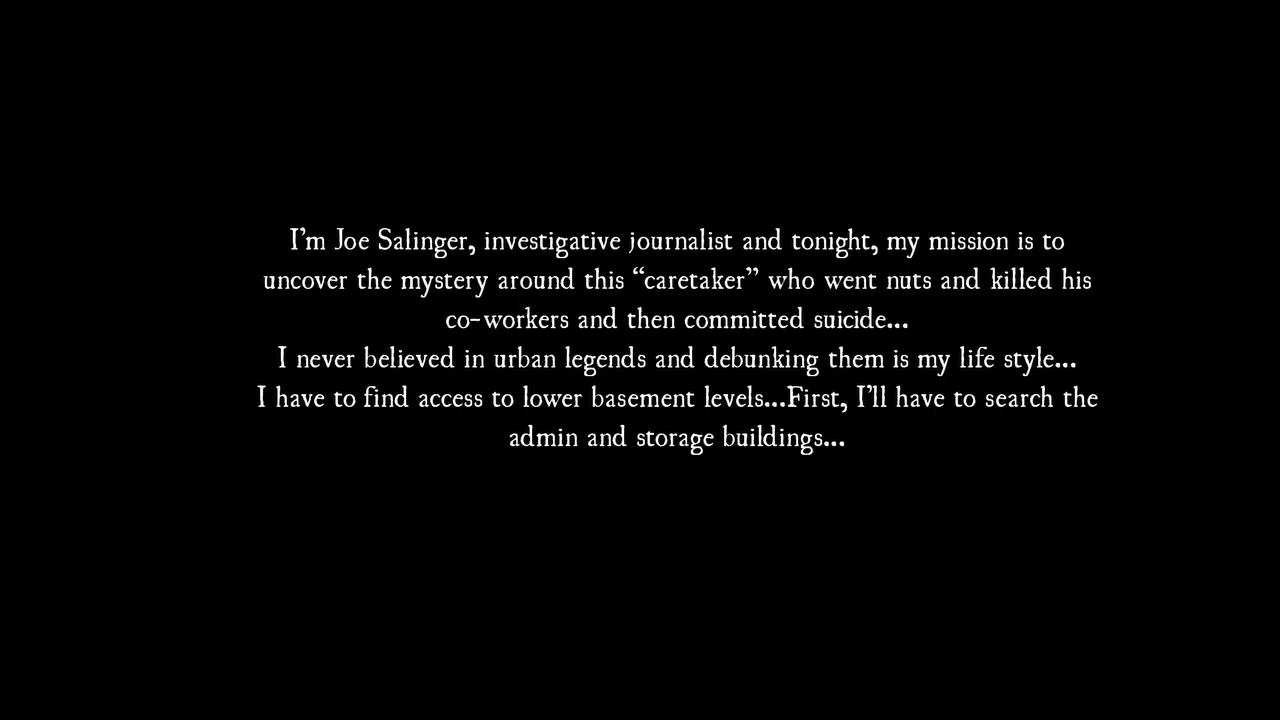 I’m Joe Salinger, investigative journalist and tonight, my mission is to
uncover the mystery around this “caretaker” who went nuts and killed his
co-workers and then committed suicide...
I never believed in urban legends and debunking them is my life style...
I have to find access to lower basement levels...First, I’ll have to search the
admin and storage buildings...